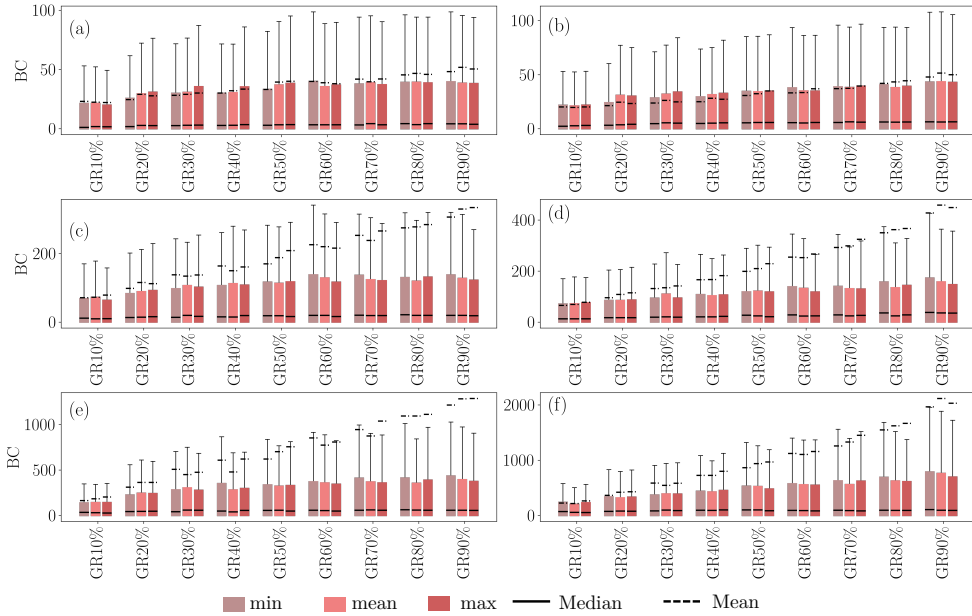 (a)
BC
100
50
0
GR10%
GR20%
GR30%
GR40%
GR50%
GR60%
GR70%
GR80%
GR90%
(b)
100
50
0
GR10%
GR20%
GR30%
GR40%
GR50%
GR60%
GR70%
GR80%
GR90%
(c)
BC
200
0
GR10%
GR20%
GR30%
GR40%
GR50%
GR60%
GR70%
GR80%
GR90%
(d)
400
200
0
GR10%
GR20%
GR30%
GR40%
GR50%
GR60%
GR70%
GR80%
GR90%
(e)
BC
1000
500
0
GR10%
GR20%
GR30%
GR40%
GR50%
GR60%
GR70%
GR80%
GR90%
(f)
2000
1000
0
GR10%
GR20%
GR30%
GR40%
GR50%
GR60%
GR70%
GR80%
GR90%
min mean max Median Mean